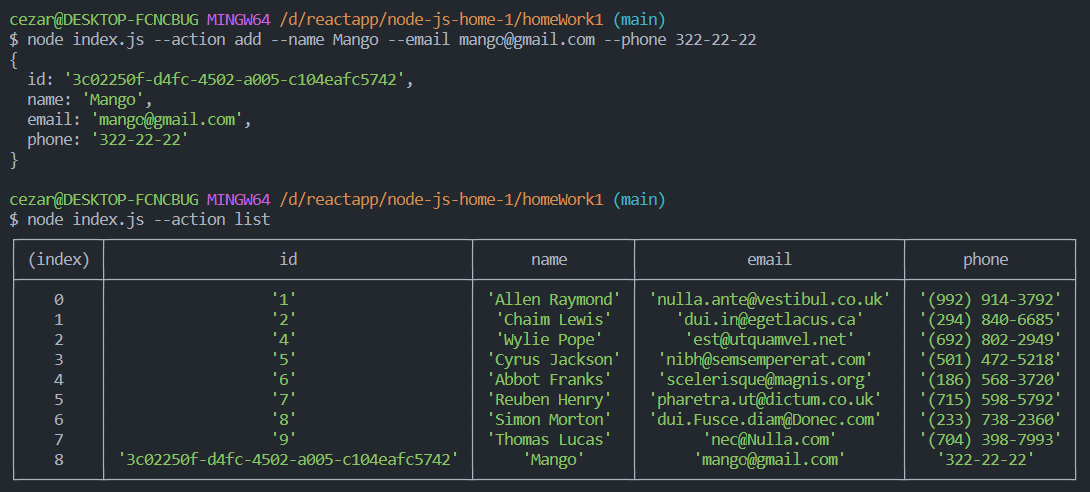 cezar@DESKTOP-FCNCBUG MINGW64 /d/reactapp/node-js-home-1/homeWork1 (main)
$ node index.js --action add --name Mango --email mango@gmail.com --phone 322-22-22
{
  id: '3c02250f-d4fc-4502-a005-c104eafc5742',
  name: 'Mango',
  email: 'mango@gmail.com',
  phone: '322-22-22'
}
cezar@DESKTOP-FCNCBUG MINGW64 /d/reactapp/node-js-home-1/homeWork1 (main)
$ node index.js --action list
(index) id name email phone
0 '1' 'Allen Raymond' 'nulla.ante@vestibul.co.uk' '(992) 914-3792'
1 '2' 'Chaim Lewis' 'dui.in@egetlacus.ca' '(294) 840-6685'
2 '4' 'Wylie Pope' 'est@utquamvel.net' '(692) 802-2949'
3 '5' 'Cyrus Jackson' 'nibh@semsempererat.com' '(501) 472-5218'
4 '6' 'Abbot Franks' 'scelerisque@magnis.org' '(186) 568-3720'
5 '7' 'Reuben Henry' 'pharetra.ut@dictum.co.uk' '(715) 598-5792'
6 '8' 'Simon Morton' 'dui.Fusce.diam@Donec.com' '(233) 738-2360'
7 '9' 'Thomas Lucas' 'nec@Nulla.com' '(704) 398-7993'
8 '3c02250f-d4fc-4502-a005-c104eafc5742' 'Mango' 'mango@gmail.com' '322-22-22'